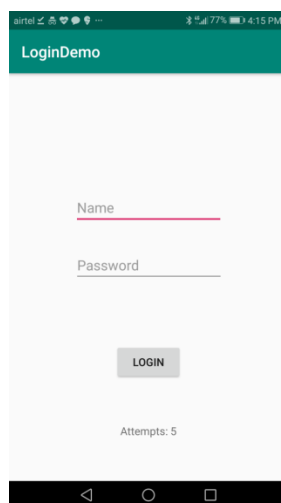 airtel 77% 4:15 PM
LoginDemo
Name
Password
LOGIN
Attempts: 5